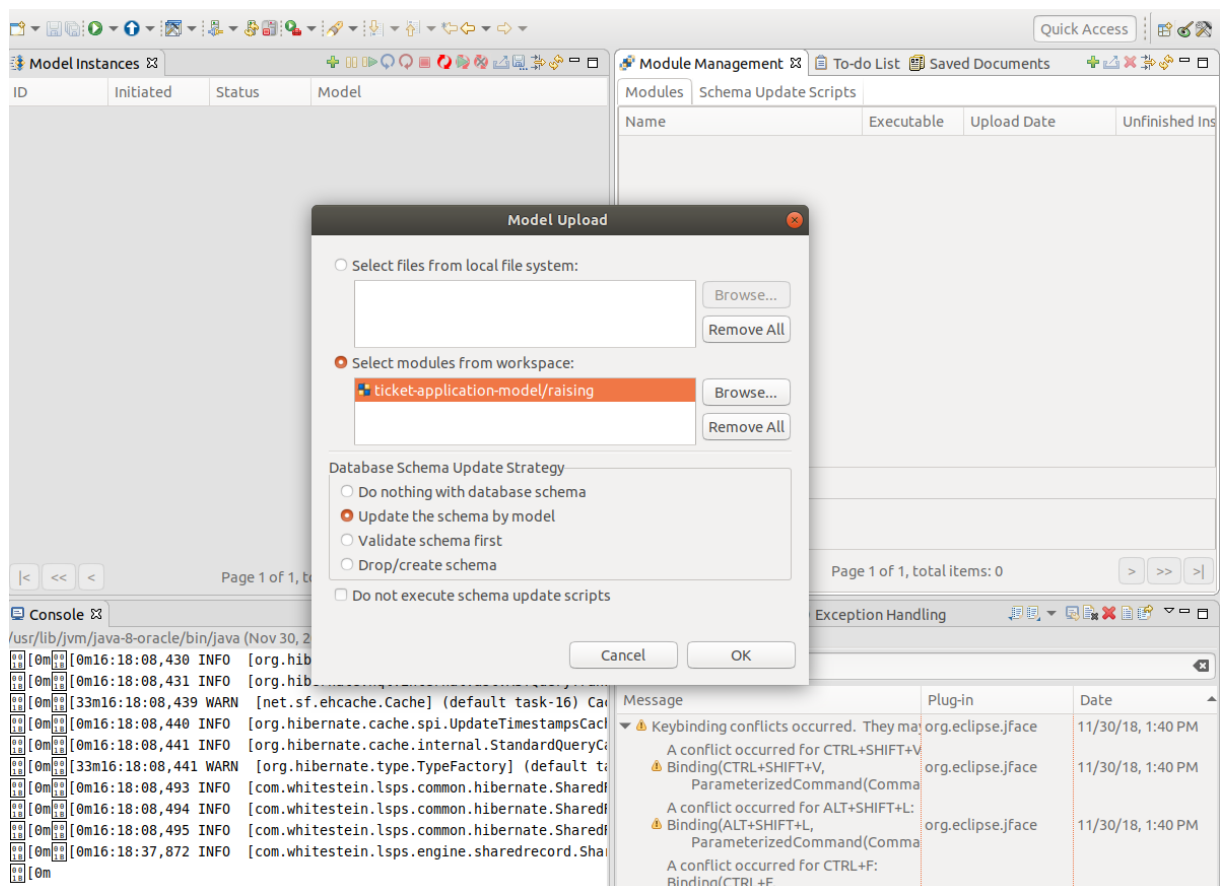 Quick Access
Model Instances
ID Initiated Status Model
Page 1 of 1, t
Module Management To-do List Saved Documents
Modules Schema Update Scripts
Name Executable Upload Date Unfinished Ins
Page 1 of 1, total items: 0
|< << < > >> >|
Model Upload
Select files from local file system:
Browse...
Remove All
Select modules from workspace:
ticket-application-model/raising
Browse...
Remove All
Database Schema Update Strategy
Do nothing with database schema
Update the schema by model
Validate schema first
Drop/create schema
Do not execute schema update scripts
Cancel OK
Console
/usr/lib/jvm/java-8-oracle/bin/java (Nov 30, 2
[0m [0m16:18:08,430 INFO [org.hib
[0m [0m16:18:08,431 INFO
[0m [33m16:18:08,439 WARN [net.sf.ehcache.Cache] (default task-16) Ca
[0m [0m16:18:08,440 INFO [org.hibernate.cache.spi.UpdateTimestampsCac
[0m [0m16:18:08,441 INFO [org.hibernate.cache.internal.StandardQueryC
[0m [33m16:18:08,441 WARN [org.hibernate.type.TypeFactory] (default ta
[0m [0m16:18:08,493 INFO [com.whitestein.lsps.common.hibernate.Shared
[0m [0m16:18:08,494 INFO [com.whitestein.lsps.common.hibernate.Shared
[0m [0m16:18:08,495 INFO [com.whitestein.lsps.common.hibernate.Shared
[0m [0m16:18:37,872 INFO [com.whitestein.lsps.engine.sharedrecord.Sha
[0m
Exception Handling
Message Plug-in Date
Keybinding conflicts occurred. They may org.eclipse.jface 11/30/18, 1:40 PM
A conflict occurred for CTRL+SHIFT+V
Binding(CTRL+SHIFT+V, org.eclipse.jface 11/30/18, 1:40 PM
ParameterizedCommand(Comma
A conflict occurred for ALT+SHIFT+L:
Binding(ALT+SHIFT+L, org.eclipse.jface 11/30/18, 1:40 PM
ParameterizedCommand(Comma
A conflict occurred for CTRL+F:
Binding(CTRL+F,